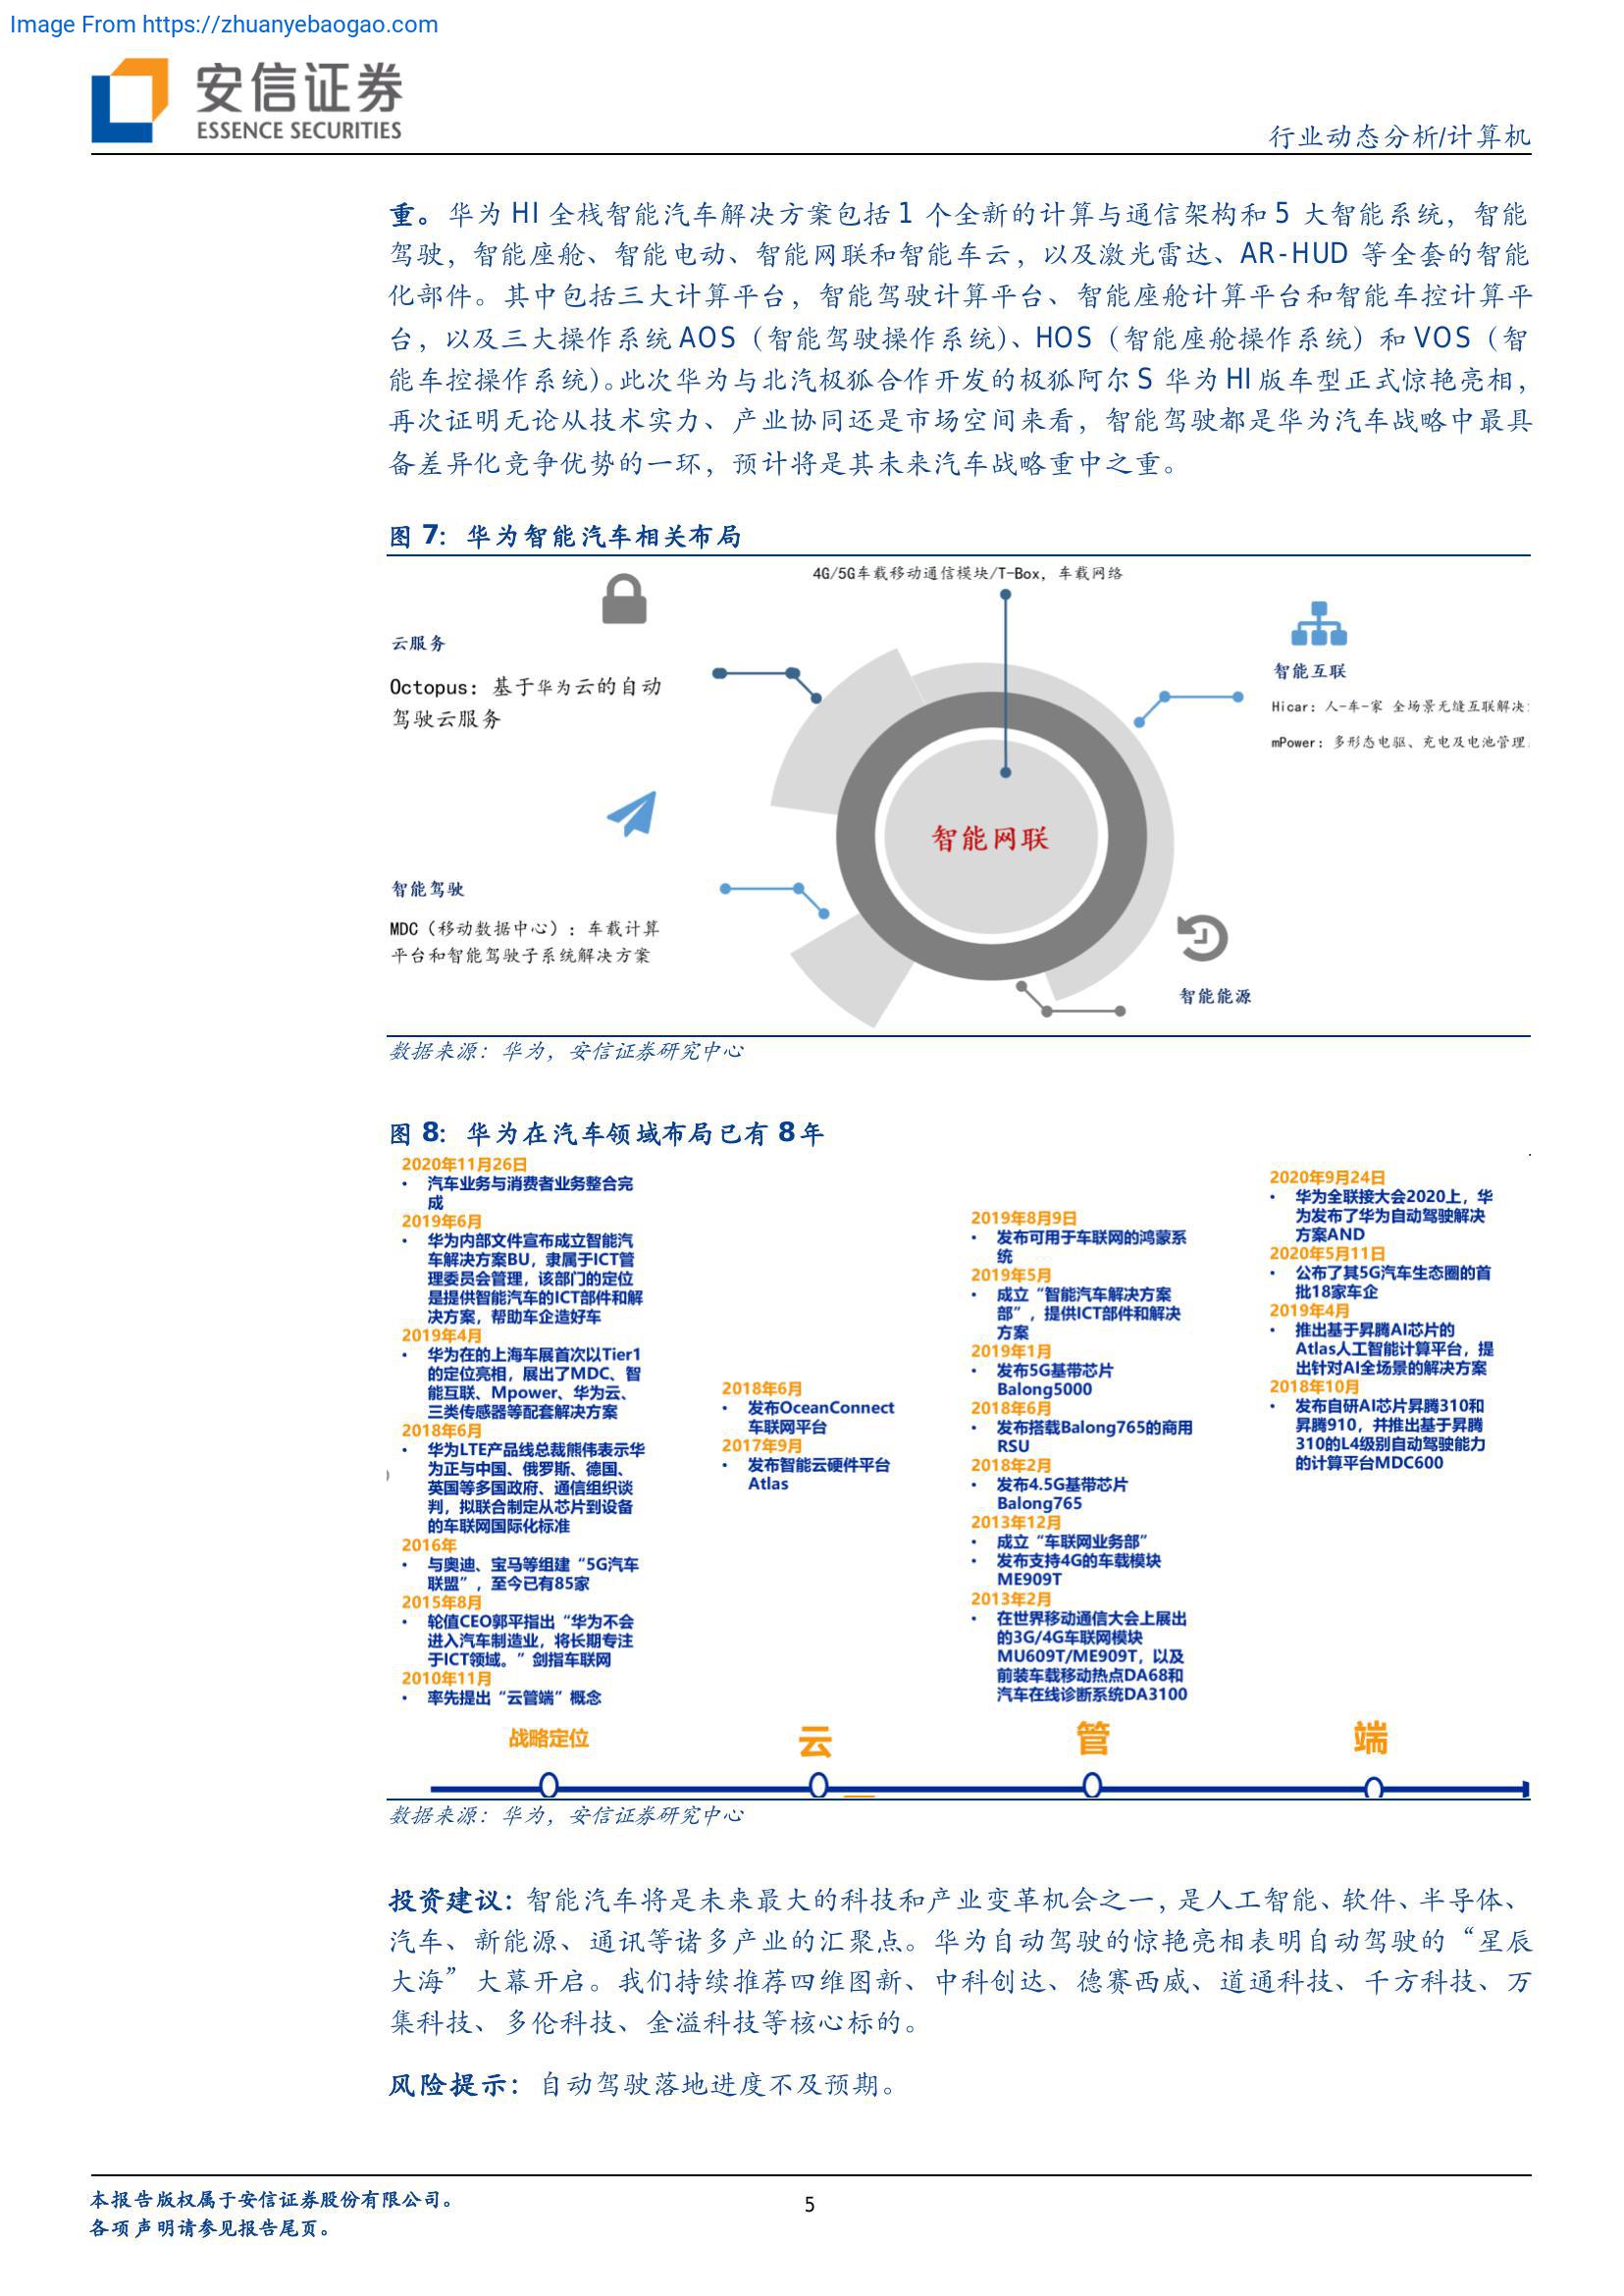 Image From https://zhuanyebaogao.com
安信证券
ESSENCE SECURITIES
行业动态分析/计算机
重。华为 HI 全栈智能汽车解决方案包括 1 个全新的计算与通信架构和 5 大智能系统，智能
驾驶，智能座舱、智能电动、智能网联和智能车云，以及激光雷达、AR-HUD 等全套的智能
化部件。其中包括三大计算平台，智能驾驶计算平台、智能座舱计算平台和智能车控计算平
台，以及三大操作系统 AOS（智能驾驶操作系统）、HOS（智能座舱操作系统）和 VOS（智
能车控操作系统）。此次华为与北汽极狐合作开发的极狐阿尔 S 华为 HI 版车型正式惊艳亮相，
再次证明无论从技术实力、产业协同还是市场空间来看，智能驾驶都是华为汽车战略中最具
备差异化竞争优势的一环，预计将是其未来汽车战略重中之重。
图 7：华为智能汽车相关布局
4G/5G车载移动通信模块/T-Box，车载网络
云服务
Octopus：基于华为云的自动
驾驶云服务
智能互联
Hicar：人-车-家 全场景无缝互联解决
mPower：多形态电驱、充电及电池管理
智能网联
智能驾驶
MDC（移动数据中心）：车载计算
平台和智能驾驶子系统解决方案
智能能源
数据来源：华为，安信证券研究中心
图 8：华为在汽车领域布局已有 8 年
2020年11月26日
• 汽车业务与消费者业务整合完
成
2019年6月
• 华为内部文件宣布成立智能汽
车解决方案BU，隶属于ICT管
理委员会管理，该部门的定位
是提供智能汽车的ICT部件和解
决方案，帮助车企造好车
2019年4月
• 华为在的上海车展首次以Tier1
的定位亮相，展出了MDC、智
能互联、Mpower、华为云、
三类传感器等配套解决方案
2018年6月
• 华为LTE产品线总裁熊伟表示华
为正与中国、俄罗斯、德国、
英国等多国政府、通信组织谈
判，拟联合制定从芯片到设备
的车联网国际化标准
2016年
• 与奥迪、宝马等组建“5G汽车
联盟”，至今已有85家
2015年8月
• 轮值CEO郭平指出“华为不会
进入汽车制造业，将长期专注
于ICT领域。”剑指车联网
2010年11月
• 率先提出“云管端”概念
战略定位
2018年6月
• 发布OceanConnect
车联网平台
2017年9月
• 发布智能云硬件平台
Atlas
云
2019年8月9日
• 发布可用于车联网的鸿蒙系
统
2019年5月
• 成立“智能汽车解决方案
部”，提供ICT部件和解决
方案
2019年1月
• 发布5G基带芯片
Balong5000
2018年6月
• 发布搭载Balong765的商用
RSU
2018年2月
• 发布4.5G基带芯片
Balong765
2013年12月
• 成立“车联网业务部”
• 发布支持4G的车载模块
ME909T
2013年2月
• 在世界移动通信大会上展出
的3G/4G车联网模块
MU609T/ME909T，以及
前装车载移动热点DA68和
汽车在线诊断系统DA3100
管
2020年9月24日
• 华为全联接大会2020上，华
为发布了华为自动驾驶解决
方案AND
2020年5月11日
• 公布了其5G汽车生态圈的首
批18家车企
2019年4月
• 推出基于昇腾AI芯片的
Atlas人工智能计算平台，提
出针对AI全场景的解决方案
2018年10月
• 发布自研AI芯片昇腾310和
昇腾910，并推出基于昇腾
310的L4级别自动驾驶能力
的计算平台MDC600
端
数据来源：华为，安信证券研究中心
投资建议：智能汽车将是未来最大的科技和产业变革机会之一，是人工智能、软件、半导体、
汽车、新能源、通讯等诸多产业的汇聚点。华为自动驾驶的惊艳亮相表明自动驾驶的“星辰
大海”大幕开启。我们持续推荐四维图新、中科创达、德赛西威、道通科技、千方科技、万
集科技、多伦科技、金溢科技等核心标的。
风险提示：自动驾驶落地进度不及预期。
本报告版权属于安信证券股份有限公司。
各项声明请参见报告尾页。
5